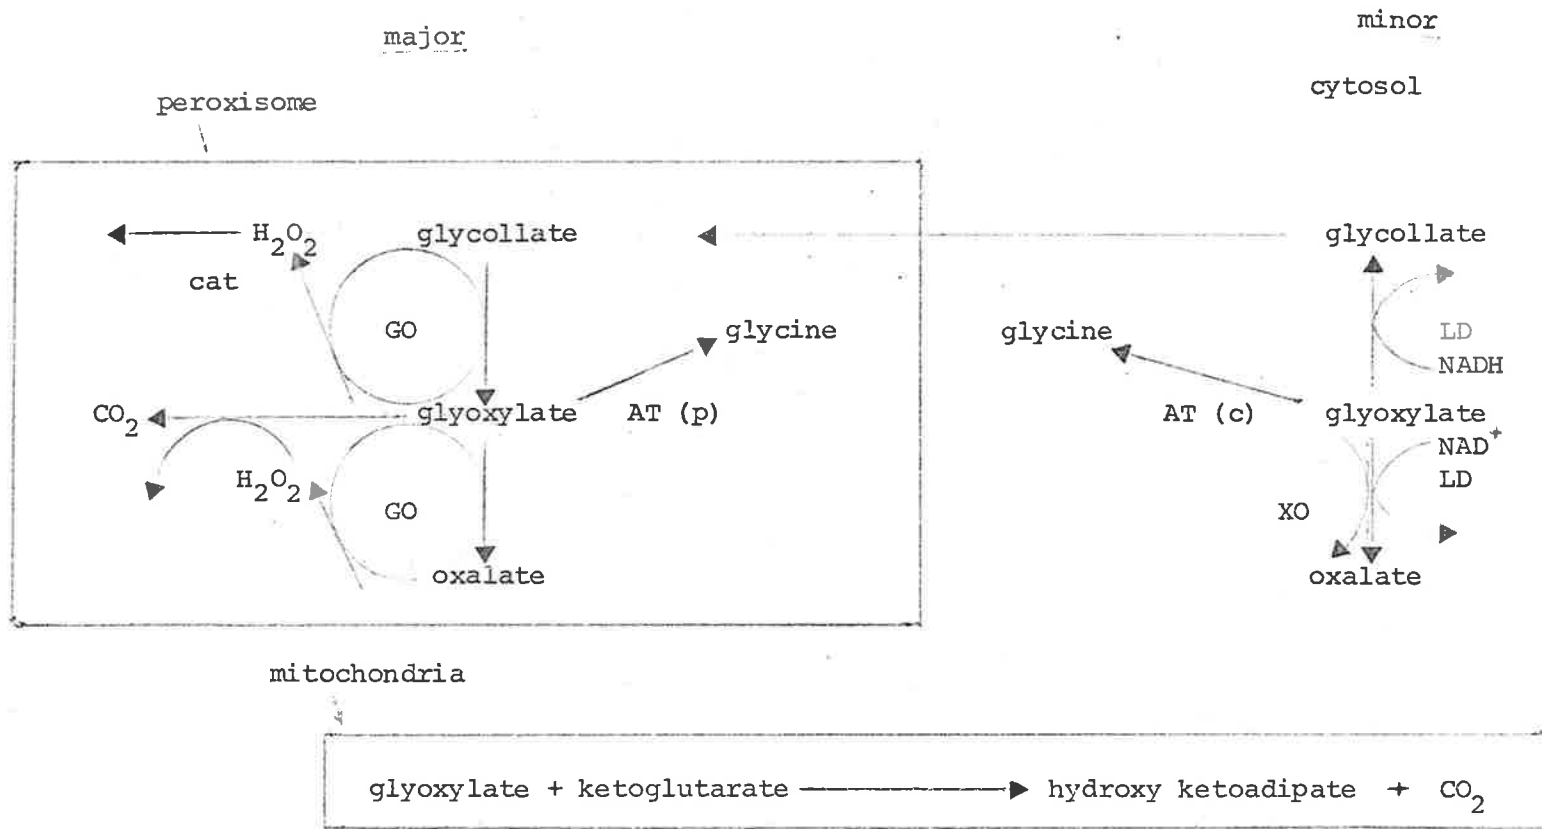 major
minor
cytosol
peroxisome
H₂O₂
glycollate
glycollate
cat
GO
glycine
glycine
LD
NADH
CO₂
glyoxylate
AT (p)
AT (c)
glyoxylate
NAD⁺
H₂O₂
LD
GO
XO
oxalate
oxalate
mitochondria
glyoxylate + ketoglutarate hydroxy ketoadipate + CO₂